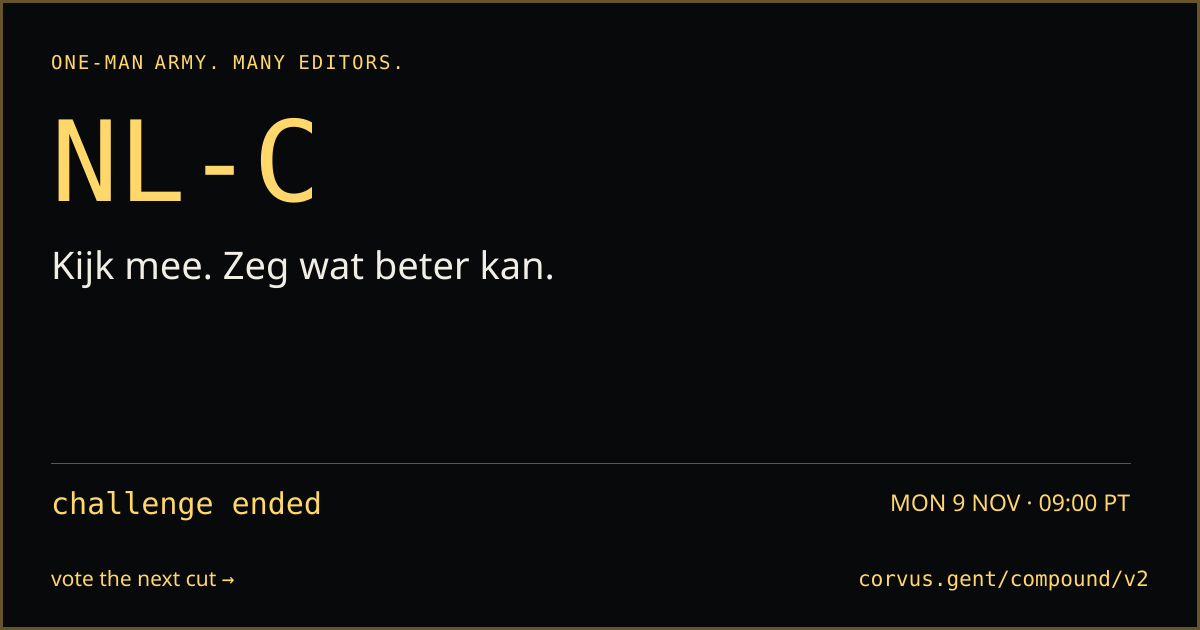 ONE-MAN ARMY. MANY EDITORS.
NL-C
Kijk mee. Zeg wat beter kan.
challenge ended
MON 9 NOV · 09:00 PT
vote the next cut →
corvus.gent/compound/v2